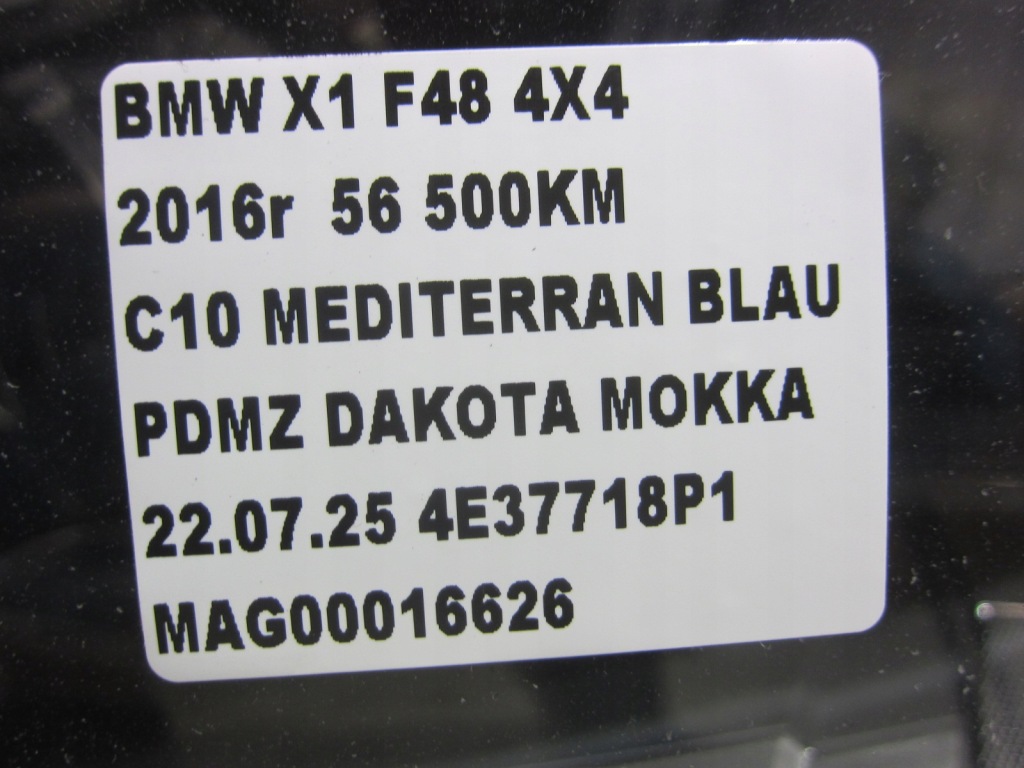 BMW X1 F48 4X4
2016r 56 500KM
C10 MEDITERRAN BLAU
PDMZ DAKOTA MOKKA
22.07.25 4E37718P1
MAG00016626